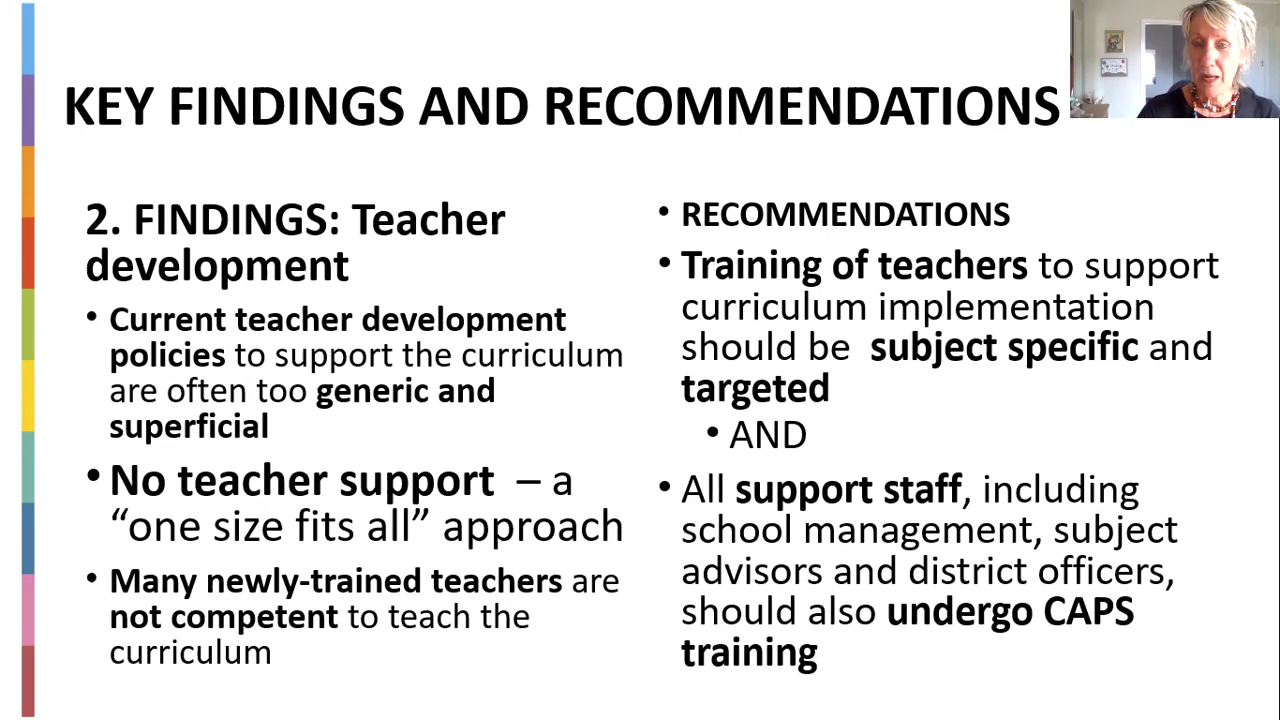 KEY FINDINGS AND RECOMMENDATIONS
2. FINDINGS: Teacher
development
• Current teacher development
policies to support the curriculum
are often too generic and
superficial
• No teacher support – a
“one size fits all” approach
• Many newly-trained teachers are
not competent to teach the
curriculum
• RECOMMENDATIONS
• Training of teachers to support
curriculum implementation
should be subject specific and
targeted
• AND
• All support staff, including
school management, subject
advisors and district officers,
should also undergo CAPS
training